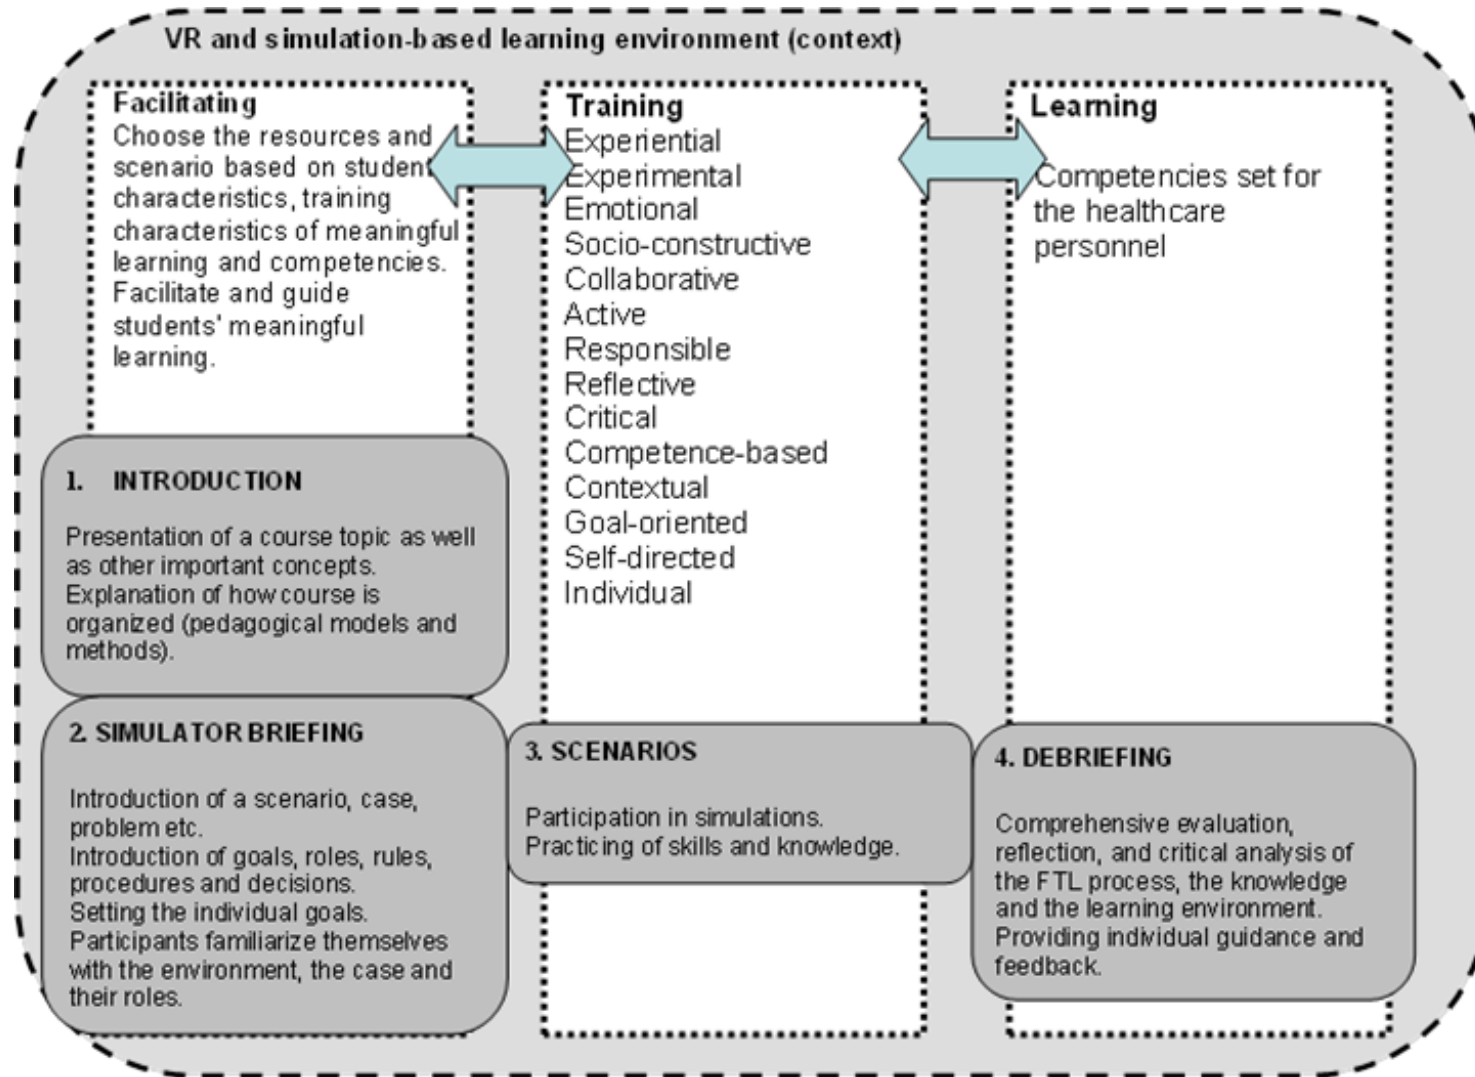 VR and simulation-based learning environment (context)
Facilitating
Choose the resources and
scenario based on student
characteristics, training
characteristics of meaningful
learning and competencies.
Facilitate and guide
students' meaningful
learning.
1. INTRODUCTION
Presentation of a course topic as well
as other important concepts.
Explanation of how course is
organized (pedagogical models and
methods).
2. SIMULATOR BRIEFING
Introduction of a scenario, case,
problem etc.
Introduction of goals, roles, rules,
procedures and decisions.
Setting the individual goals.
Participants familiarize themselves
with the environment, the case and
their roles.
Training
Experiential
Experimental
Emotional
Socio-constructive
Collaborative
Active
Responsible
Reflective
Critical
Competence-based
Contextual
Goal-oriented
Self-directed
Individual
3. SCENARIOS
Participation in simulations.
Practicing of skills and knowledge.
Learning
Competencies set for
the healthcare
personnel
4. DEBRIEFING
Comprehensive evaluation,
reflection, and critical analysis of
the FTL process, the knowledge
and the learning environment.
Providing individual guidance and
feedback.